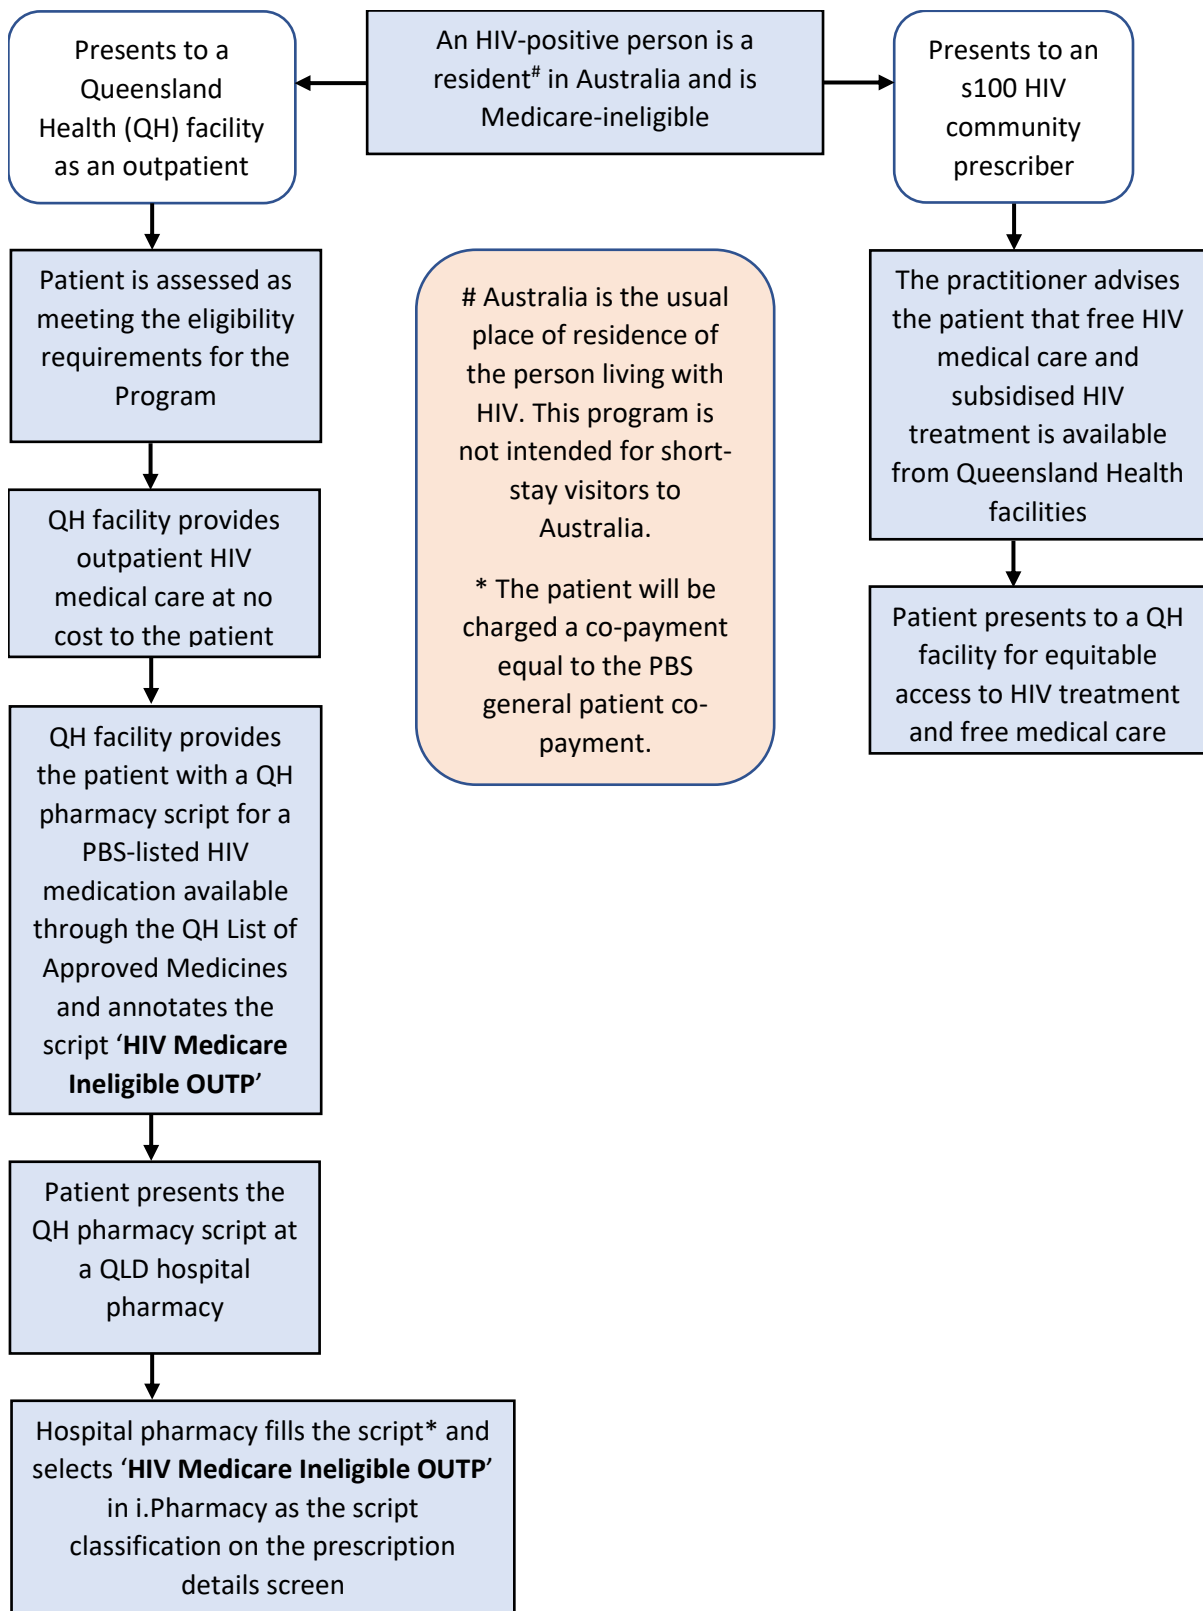 An HIV-positive person is a
resident# in Australia and is
Medicare-ineligible
Presents to a
Queensland
Health (QH) facility
as an outpatient
Patient is assessed as
meeting the eligibility
requirements for the
Program
QH facility provides
outpatient HIV
medical care at no
cost to the patient
QH facility provides
the patient with a QH
pharmacy script for a
PBS-listed HIV
medication available
through the QH List of
Approved Medicines
and annotates the
script ‘HIV Medicare
Ineligible OUTP’
Patient presents the
QH pharmacy script at
a QLD hospital
pharmacy
Hospital pharmacy fills the script* and
selects ‘HIV Medicare Ineligible OUTP’
in i.Pharmacy as the script
classification on the prescription
details screen
# Australia is the usual
place of residence of
the person living with
HIV. This program is
not intended for short-
stay visitors to
Australia.
* The patient will be
charged a co-payment
equal to the PBS
general patient co-
payment.
Presents to an
s100 HIV
community
prescriber
The practitioner advises
the patient that free HIV
medical care and
subsidised HIV
treatment is available
from Queensland Health
facilities
Patient presents to a QH
facility for equitable
access to HIV treatment
and free medical care